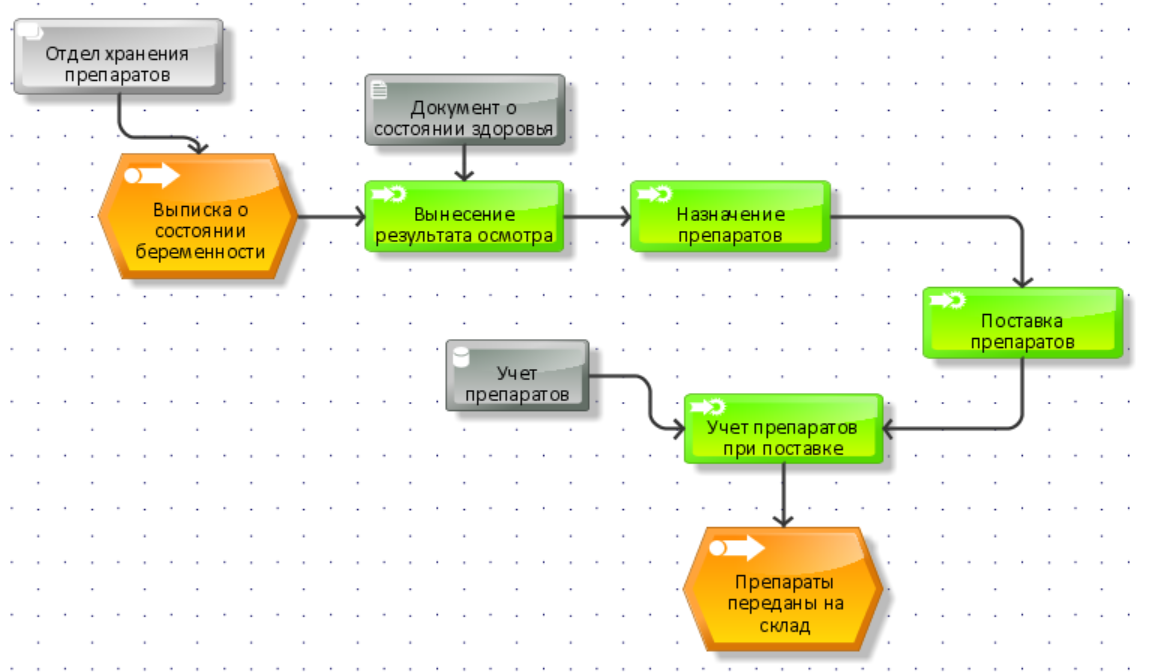 Отдел хранения
препаратов
Документ о
состоянии здоровья
Выписка о
состоянии
беременности
Вынесение
результата осмотра
Назначение
препаратов
Поставка
препаратов
Учет
препаратов
Учет препаратов
при поставке
Препараты
переданы на
склад